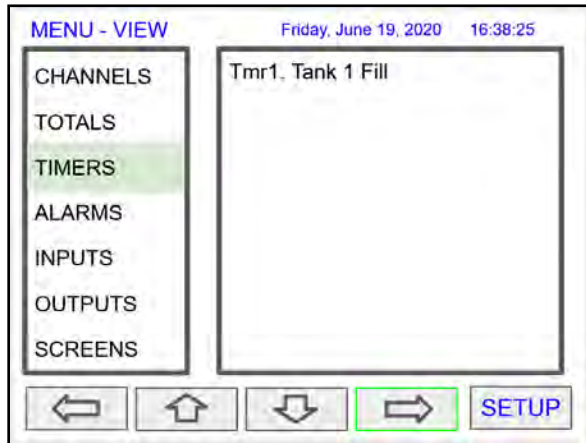 MENU - VIEW Friday, June 19, 2020 16:38:25
CHANNELS
TOTALS
TIMERS
ALARMS
INPUTS
OUTPUTS
SCREENS
Tmr1, Tank 1 Fill
SETUP